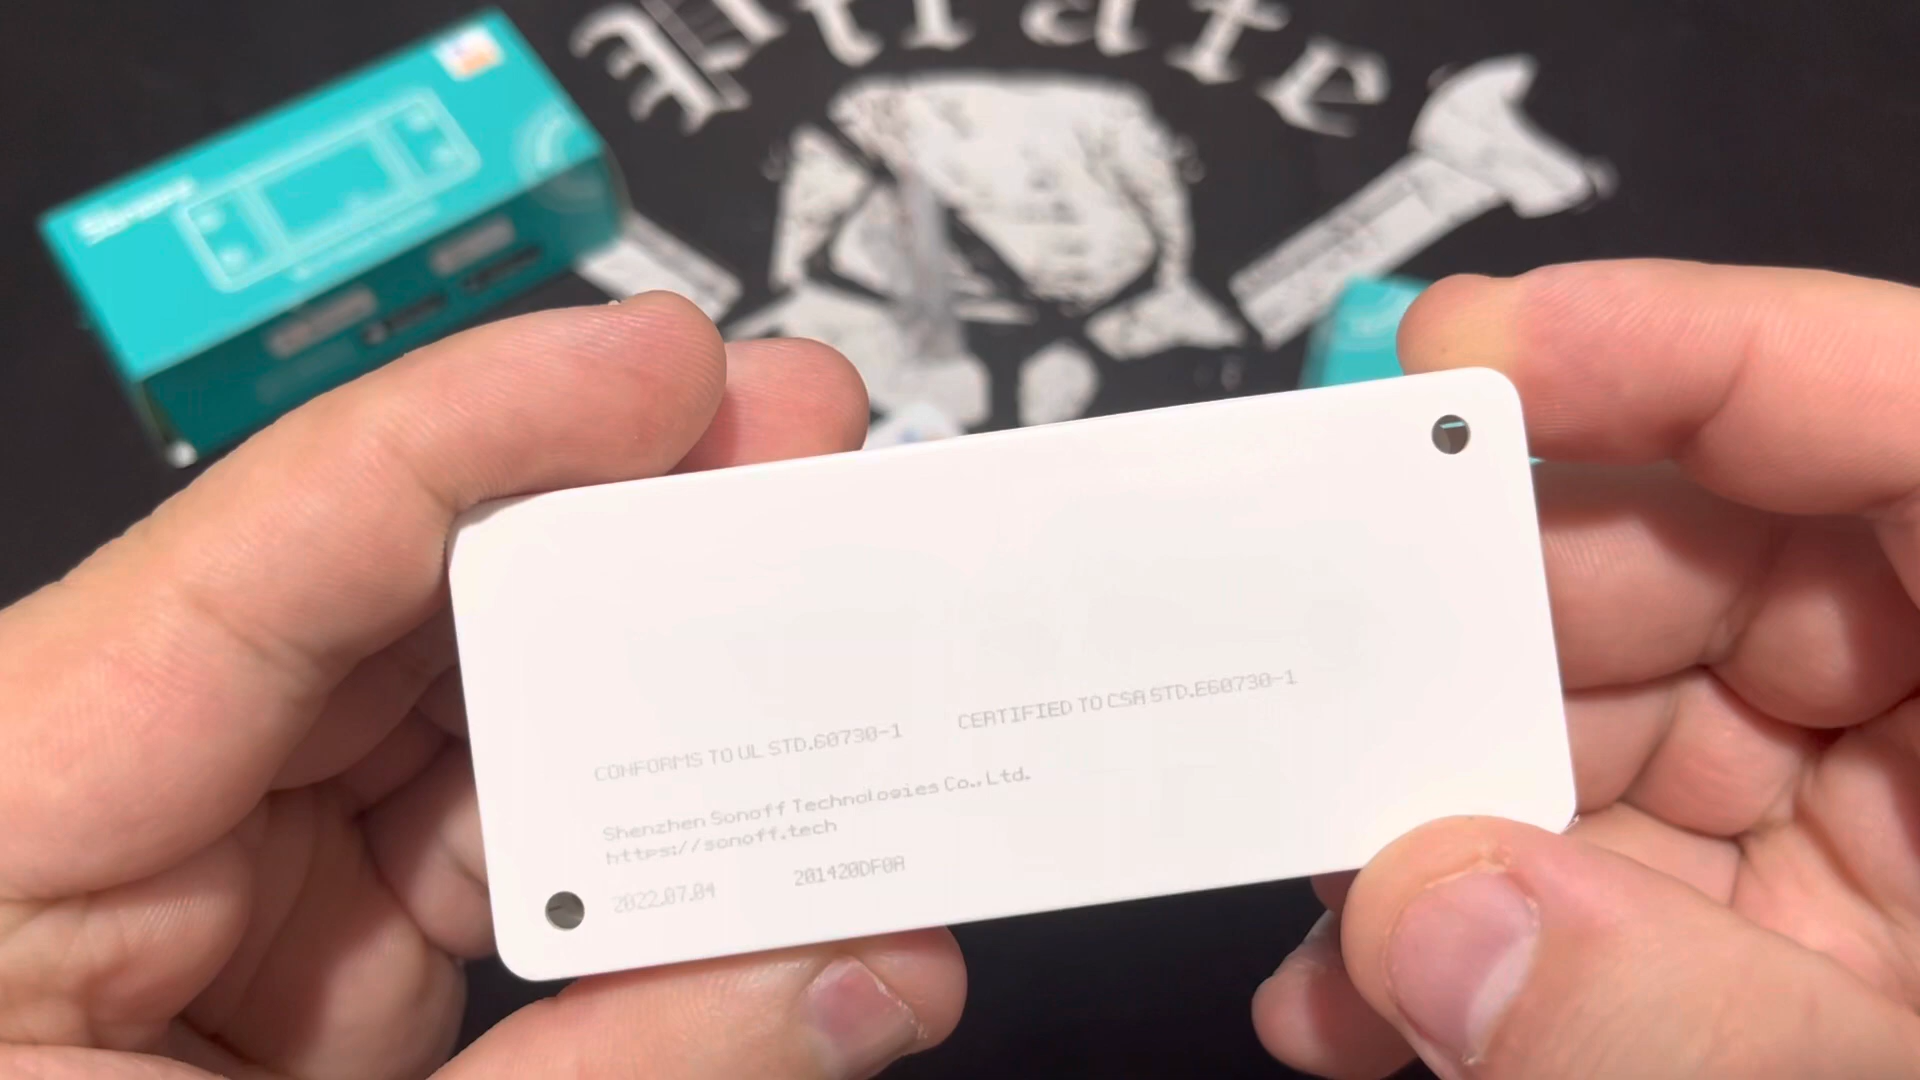 Pirate
CONFORMS TO UL STD.60730-1 CERTIFIED TO CSA STD.E60730-1
Shenzhen Sonoff Technologies Co., Ltd.
https://sonoff.tech
2022.07.04 201420DF0A